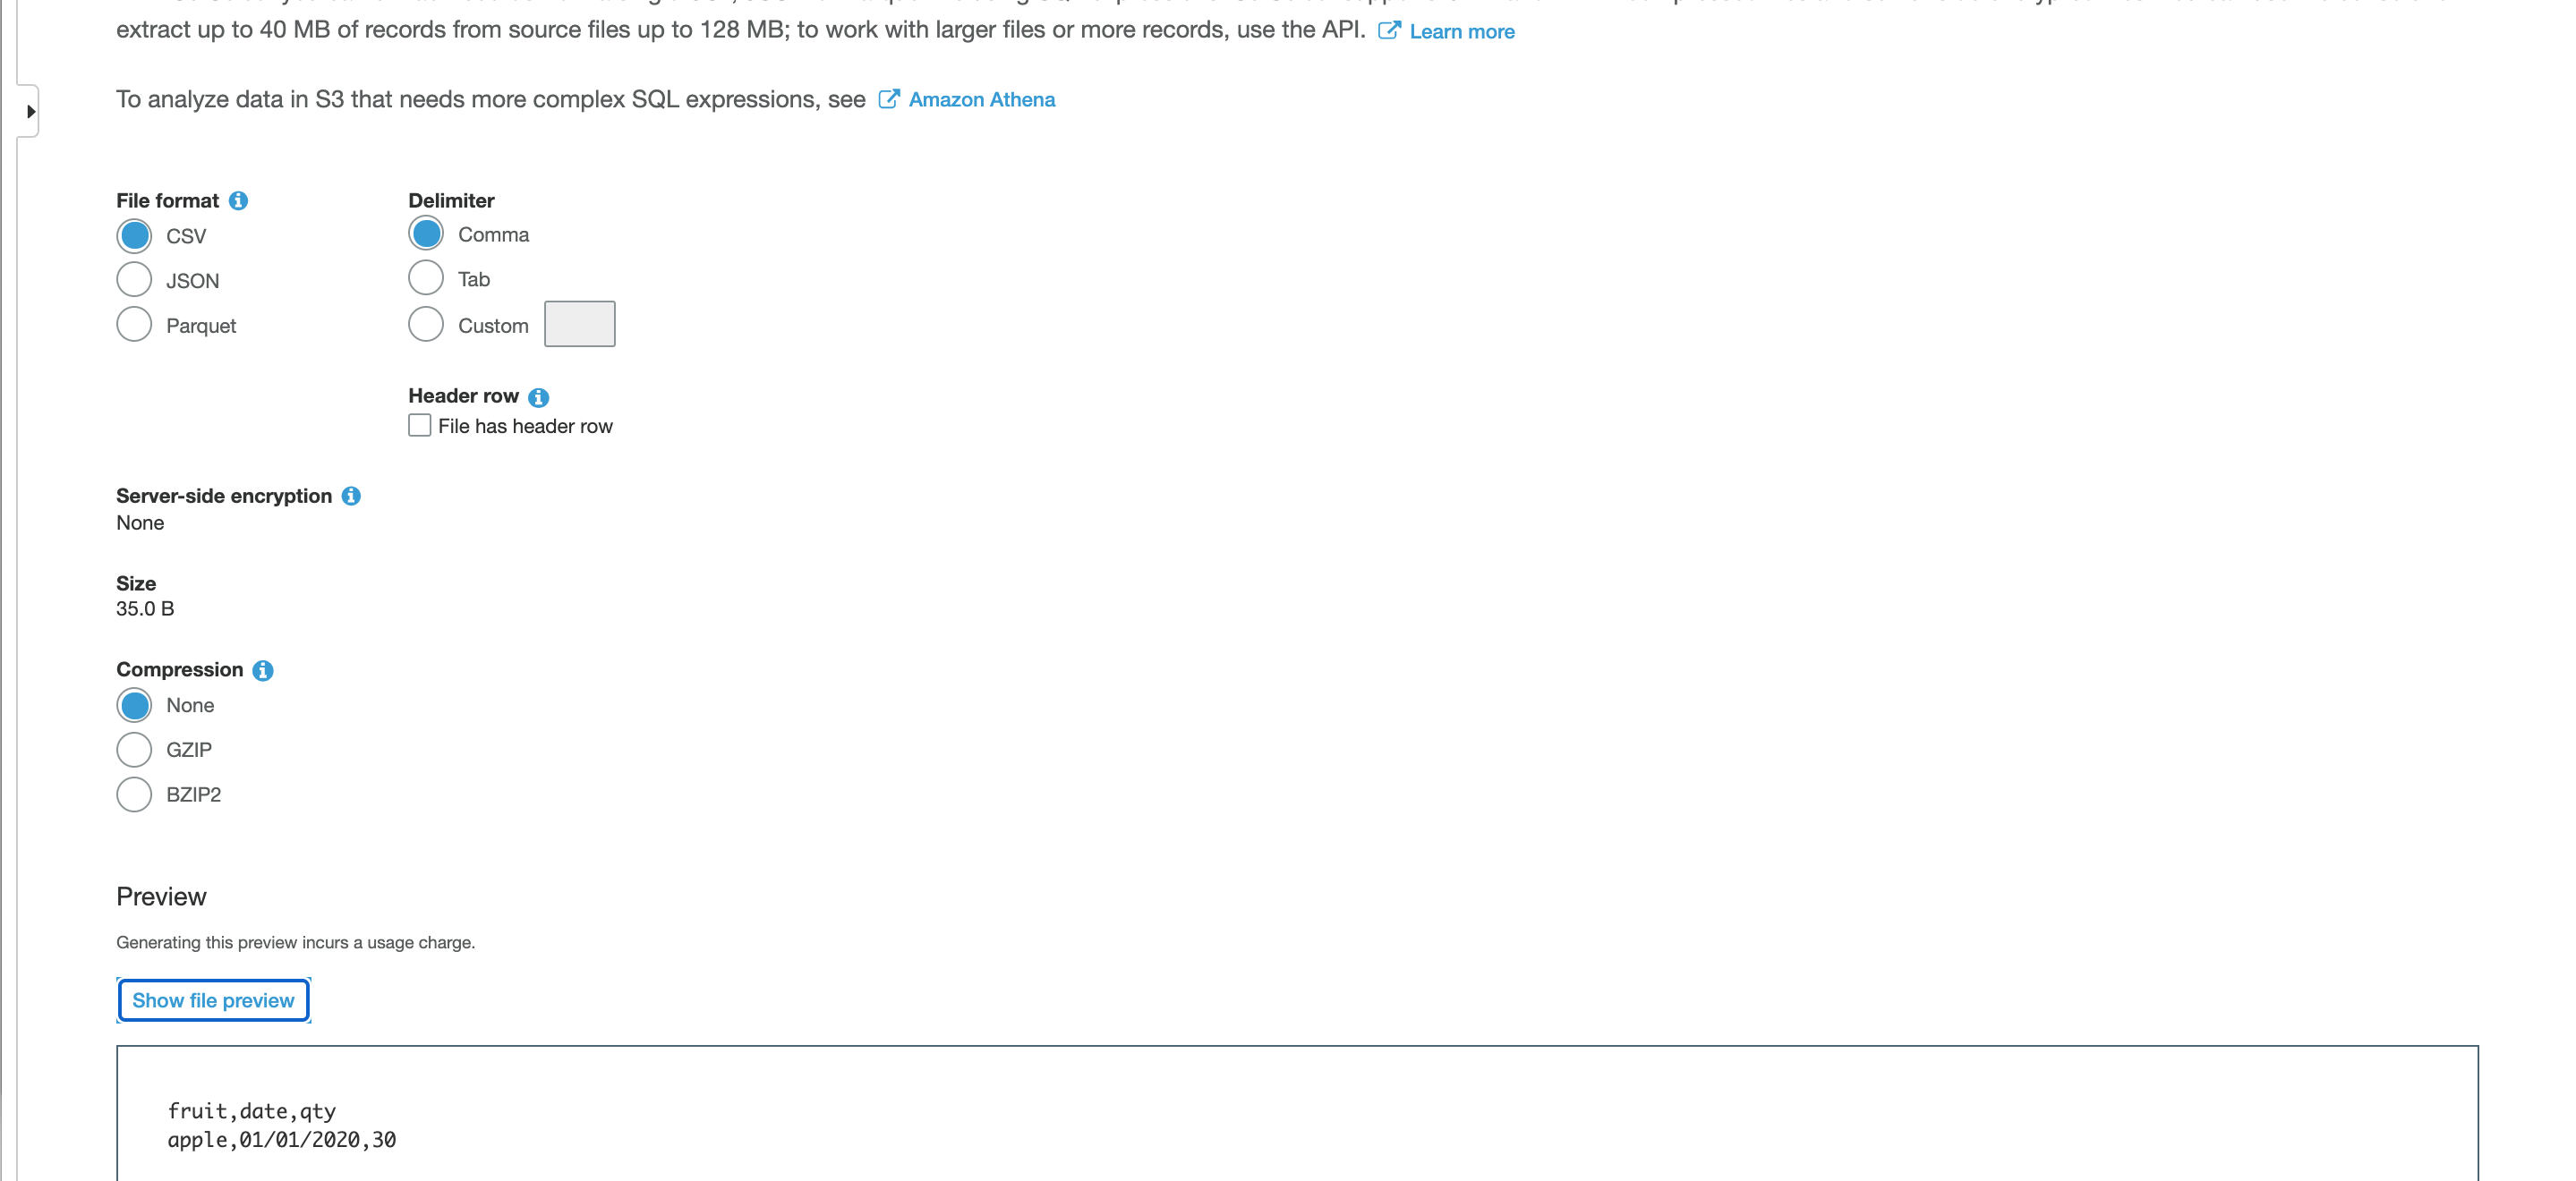 extract up to 40 MB of records from source files up to 128 MB; to work with larger files or more records, use the API. Learn more
To analyze data in S3 that needs more complex SQL expressions, see Amazon Athena
File format
CSV
JSON
Parquet
Delimiter
Comma
Tab
Custom
Header row
File has header row
Server-side encryption
None
Size
35.0 B
Compression
None
GZIP
BZIP2
Preview
Generating this preview incurs a usage charge.
Show file preview
fruit,date,qty
apple,01/01/2020,30